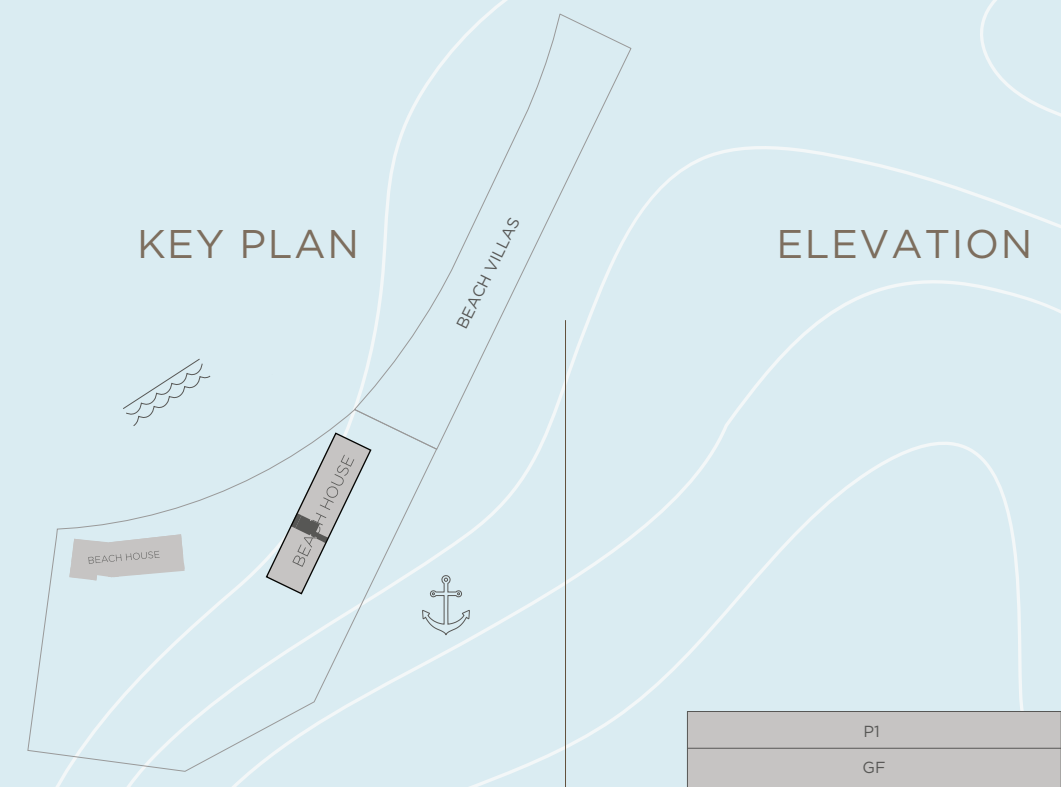 KEY PLAN
ELEVATION
BEACH VILLAS
BEACH HOUSE
BEACH HOUSE
P1
GF